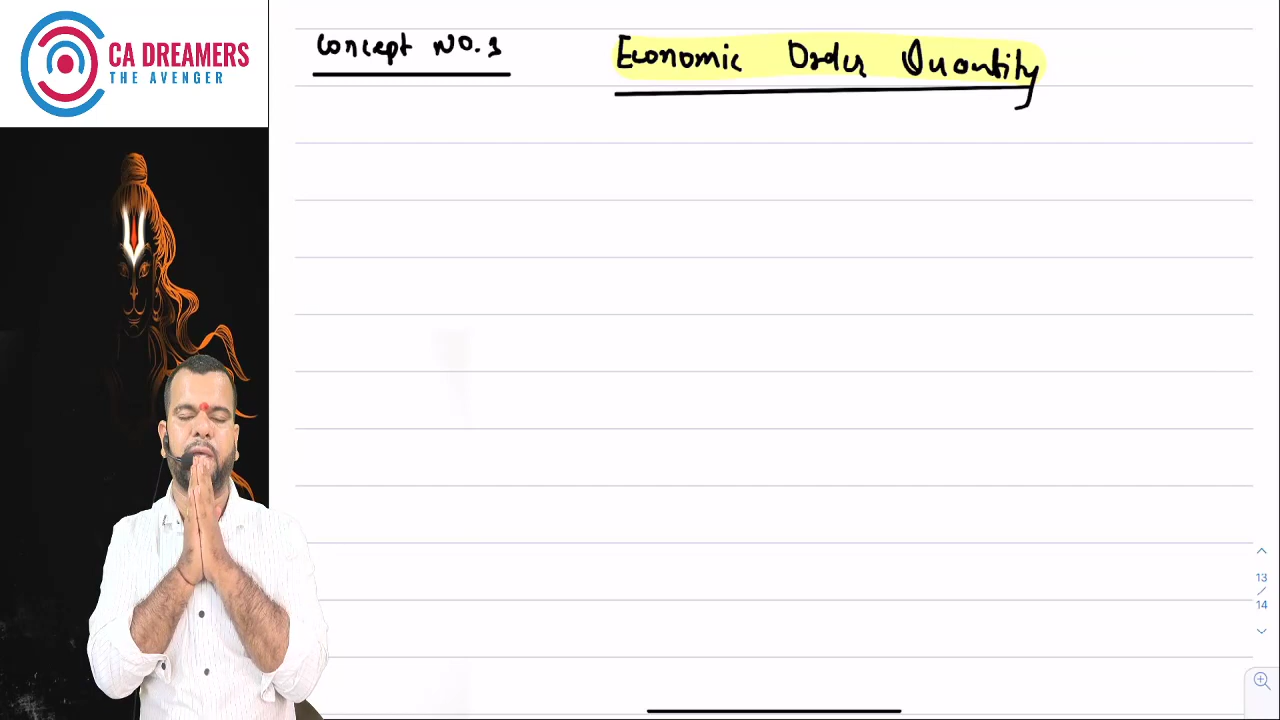 CA DREAMERS
THE AVENGER
Concept No. 1 Economic Order Quantity
13
/
14